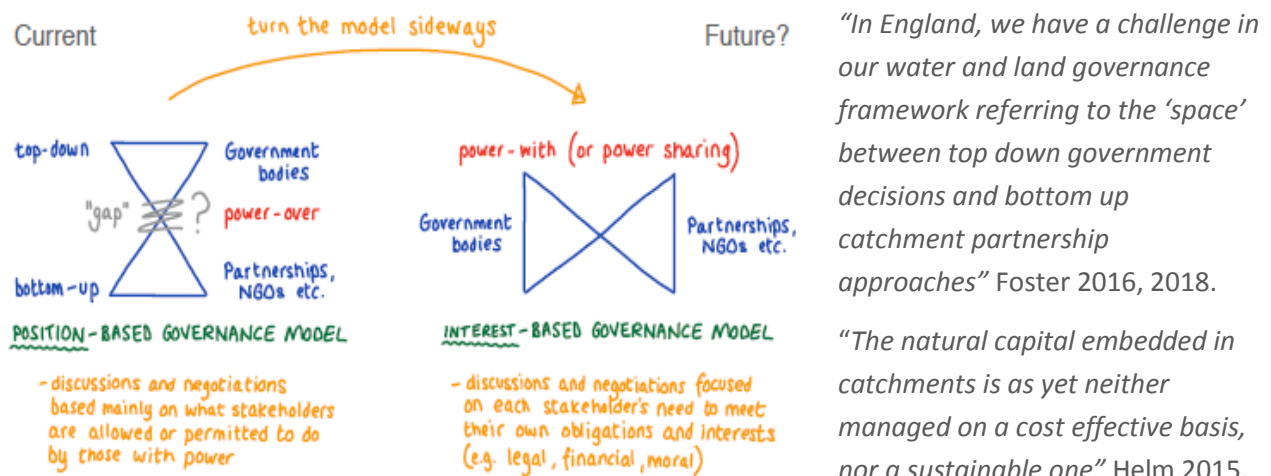 Current
turn the model sideways
Future?
top-down
Government
bodies
"gap"
?
power-over
Partnerships,
NGOs etc.
bottom-up
POSITION-BASED GOVERNANCE MODEL
- discussions and negotiations
based mainly on what stakeholders
are allowed or permitted to do
by those with power
power-with (or power sharing)
Government
bodies
Partnerships,
NGOs etc.
INTEREST-BASED GOVERNANCE MODEL
- discussions and negotiations focused
on each stakeholder's need to meet
their own obligations and interests
(e.g. legal, financial, moral)
“In England, we have a challenge in
our water and land governance
framework referring to the ‘space’
between top down government
decisions and bottom up
catchment partnership
approaches” Foster 2016, 2018.
“The natural capital embedded in
catchments is as yet neither
managed on a cost effective basis,
nor a sustainable one” Helm 2015.